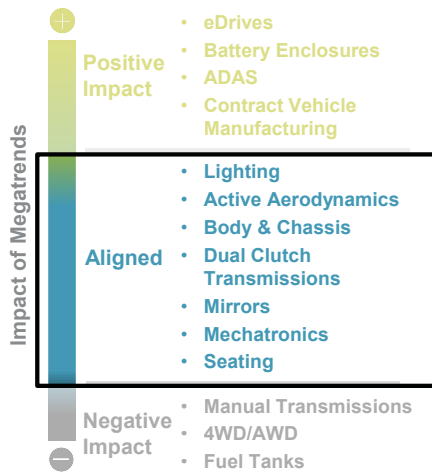 Impact of Megatrends
Positive
Impact
• eDrives
• Battery Enclosures
• ADAS
• Contract Vehicle
Manufacturing
Aligned
• Lighting
• Active Aerodynamics
• Body & Chassis
• Dual Clutch
Transmissions
• Mirrors
• Mechatronics
• Seating
Negative
Impact
• Manual Transmissions
• 4WD/AWD
• Fuel Tanks